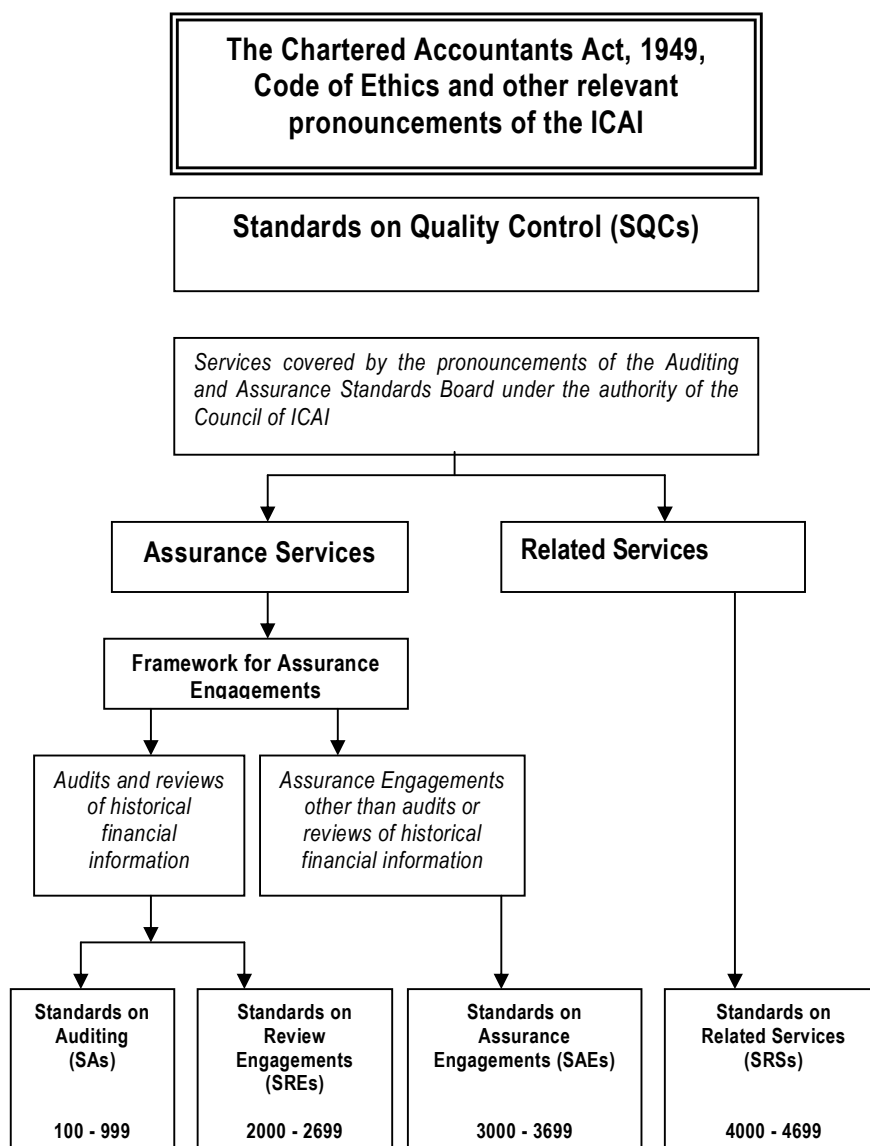 The Chartered Accountants Act, 1949,
Code of Ethics and other relevant
pronouncements of the ICAI
Standards on Quality Control (SQCs)
Services covered by the pronouncements of the Auditing
and Assurance Standards Board under the authority of the
Council of ICAI
Assurance Services
Related Services
Framework for Assurance
Engagements
Audits and reviews
of historical
financial
information
Assurance Engagements
other than audits or
reviews of historical
financial information
Standards on
Auditing
(SAs)
100 - 999
Standards on
Review
Engagements
(SREs)
2000 - 2699
Standards on
Assurance
Engagements (SAEs)
3000 - 3699
Standards on
Related Services
(SRSs)
4000 - 4699